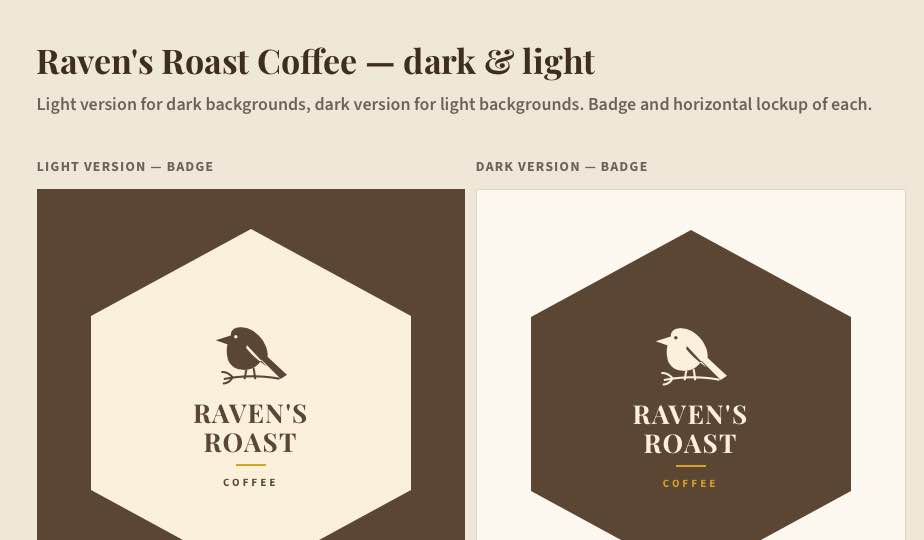 Raven's Roast Coffee — dark & light
Light version for dark backgrounds, dark version for light backgrounds. Badge and horizontal lockup of each.
LIGHT VERSION — BADGE
DARK VERSION — BADGE
RAVEN'S
ROAST
COFFEE
RAVEN'S
ROAST
COFFEE